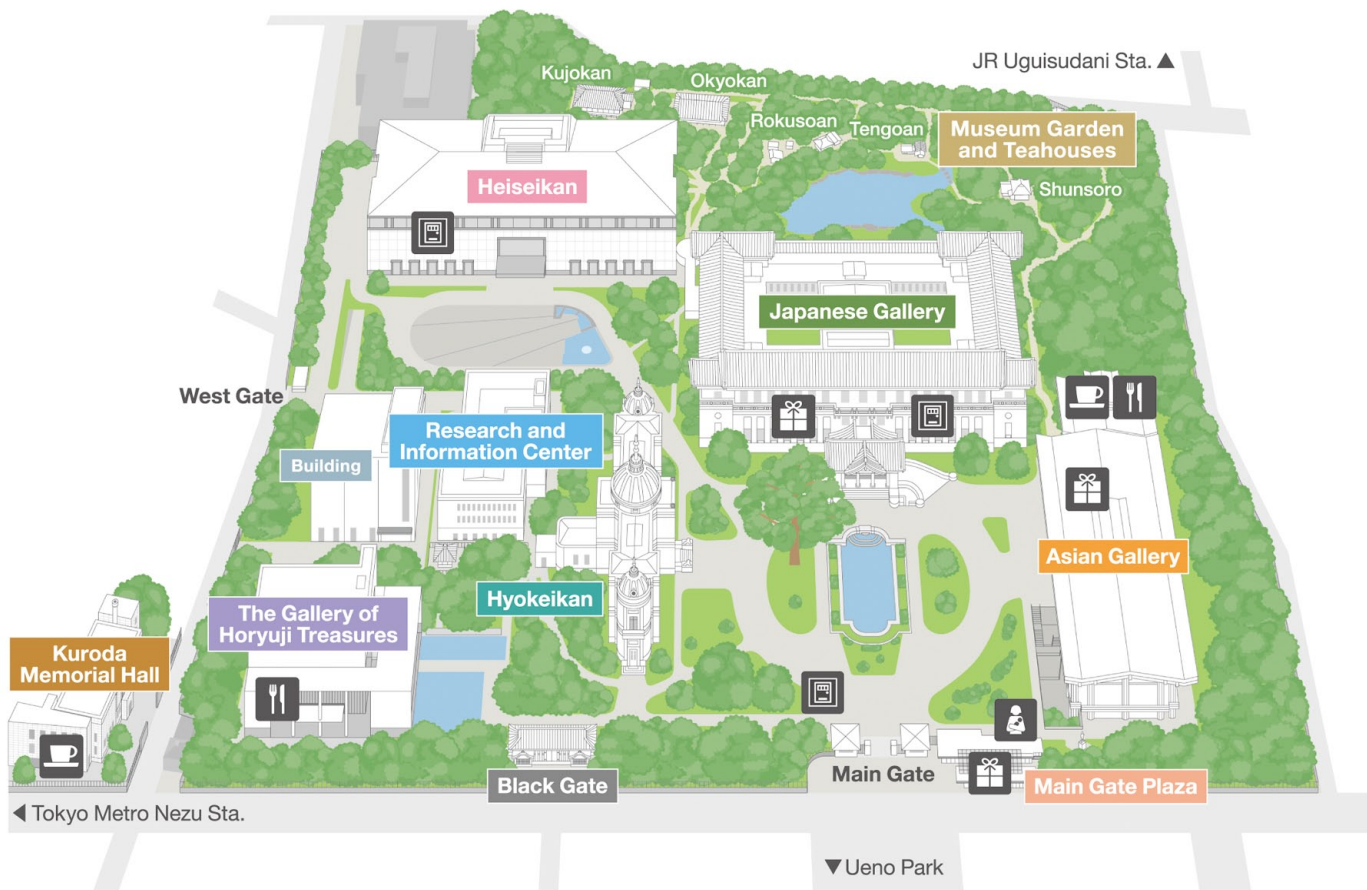 JR Uguisudani Sta. ▲
Kujokan
Okyokan
Rokusoan
Tengoan
Museum Garden
and Teahouses
Shunsoro
Heiseikan
Japanese Gallery
West Gate
Research and
Information Center
Building
Asian Gallery
Hyokeikan
The Gallery of
Horyuji Treasures
Kuroda
Memorial Hall
Black Gate
Main Gate
Main Gate Plaza
◀ Tokyo Metro Nezu Sta.
▼ Ueno Park